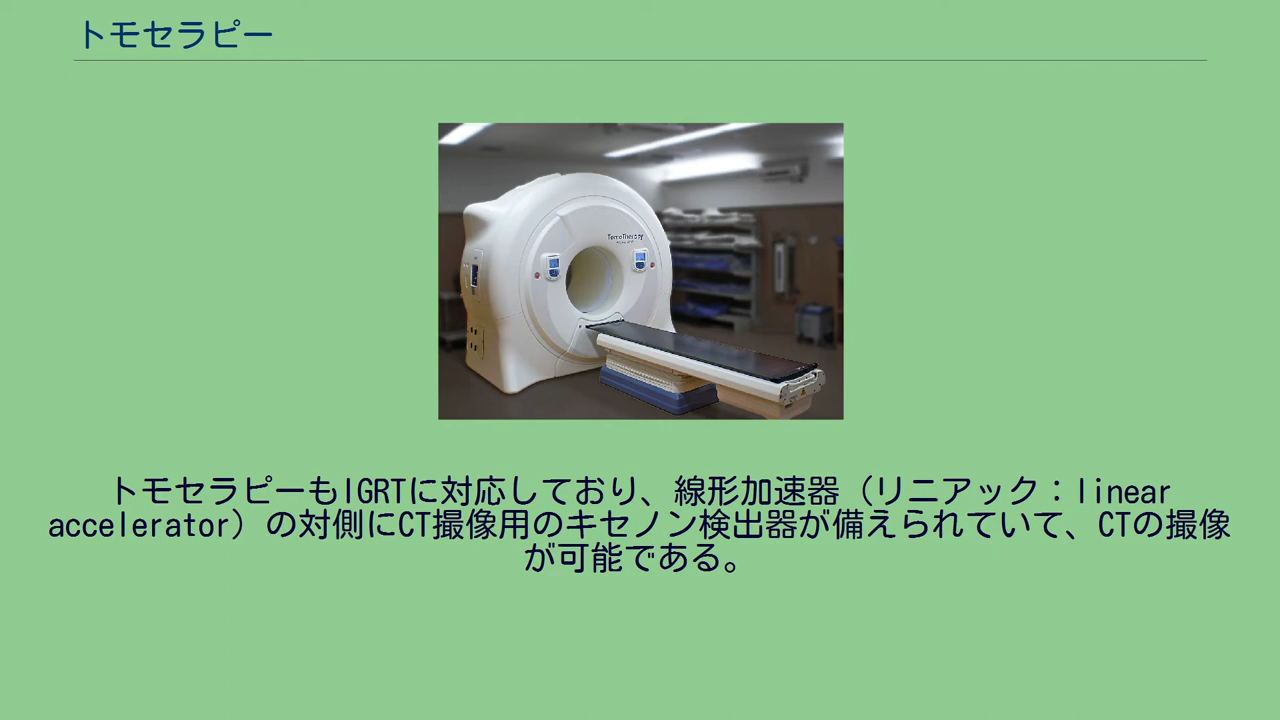 トモセラピー
TomoTherapy
トモセラピーもIGRTに対応しており、線形加速器（リニアック：linear
accelerator）の対側にCT撮像用のキセノン検出器が備えられていて、CTの撮像
が可能である。